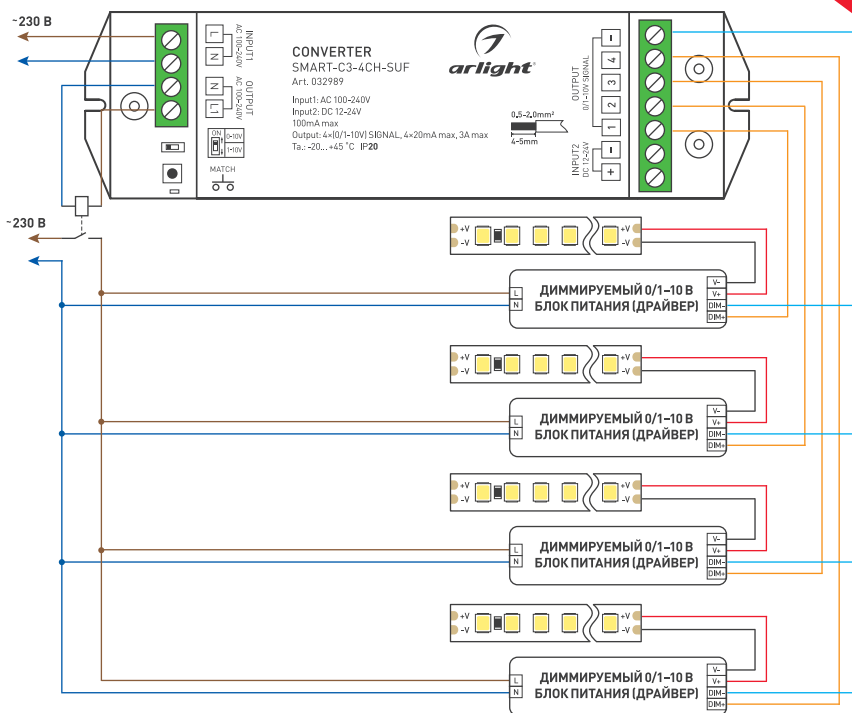 ~230 В
L
N
INPUT1
AC 100-240V
N
L1
OUTPUT
AC 100-240V
ON
0-10V
1-10V
MATCH
CONVERTER
SMART-C3-4CH-SUF
Art. 032989
Input1: AC 100-240V
Input2: DC 12-24V
100mA max
Output: 4×(0/1-10V) SIGNAL, 4×20mA max, 3A max
Ta.: -20... +45 °C IP20
arlight
0,5-2,0mm²
4-5mm
OUTPUT
0/1-10V SIGNAL
–
4
3
2
1
INPUT2
DC 12-24V
–
+
~230 В
+V
-V
+V
-V
L
N
ДИММИРУЕМЫЙ 0/1–10 В
БЛОК ПИТАНИЯ (ДРАЙВЕР)
V-
V+
DIM-
DIM+
+V
-V
+V
-V
L
N
ДИММИРУЕМЫЙ 0/1–10 В
БЛОК ПИТАНИЯ (ДРАЙВЕР)
V-
V+
DIM-
DIM+
+V
-V
+V
-V
L
N
ДИММИРУЕМЫЙ 0/1–10 В
БЛОК ПИТАНИЯ (ДРАЙВЕР)
V-
V+
DIM-
DIM+
+V
-V
+V
-V
L
N
ДИММИРУЕМЫЙ 0/1–10 В
БЛОК ПИТАНИЯ (ДРАЙВЕР)
V-
V+
DIM-
DIM+